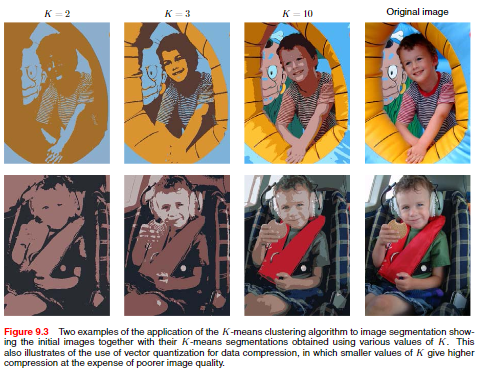 K = 2
K = 3
K = 10
Original image
Figure 9.3 Two examples of the application of the K-means clustering algorithm to image segmentation show-
ing the initial images together with their K-means segmentations obtained using various values of K. This
also illustrates of the use of vector quantization for data compression, in which smaller values of K give higher
compression at the expense of poorer image quality.